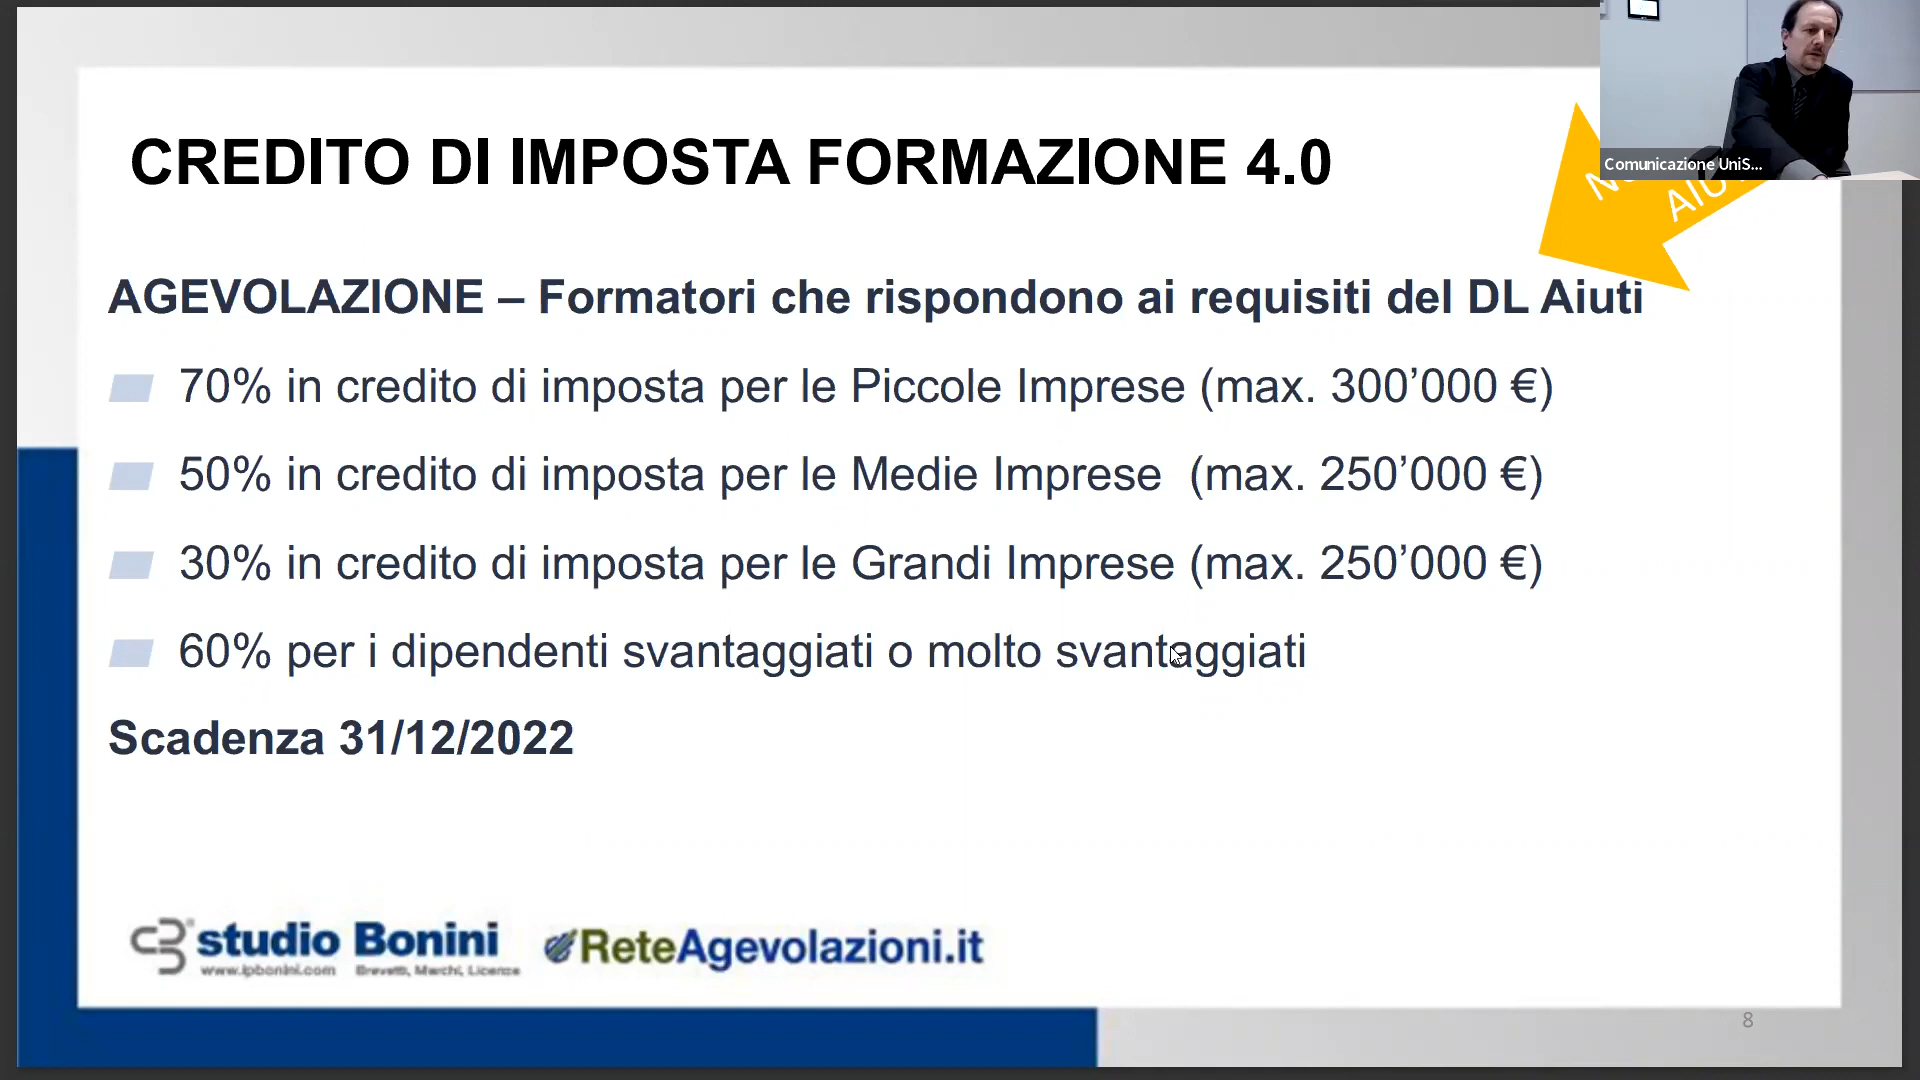 CREDITO DI IMPOSTA FORMAZIONE 4.0
Comunicazione UniS...
AGEVOLAZIONE – Formatori che rispondono ai requisiti del DL Aiuti
70% in credito di imposta per le Piccole Imprese (max. 300’000 €)
50% in credito di imposta per le Medie Imprese (max. 250’000 €)
30% in credito di imposta per le Grandi Imprese (max. 250’000 €)
60% per i dipendenti svantaggiati o molto svantaggiati
Scadenza 31/12/2022
studio Bonini
www.ipbonini.com Brevetti, Marchi, Licenze
ReteAgevolazioni.it
8